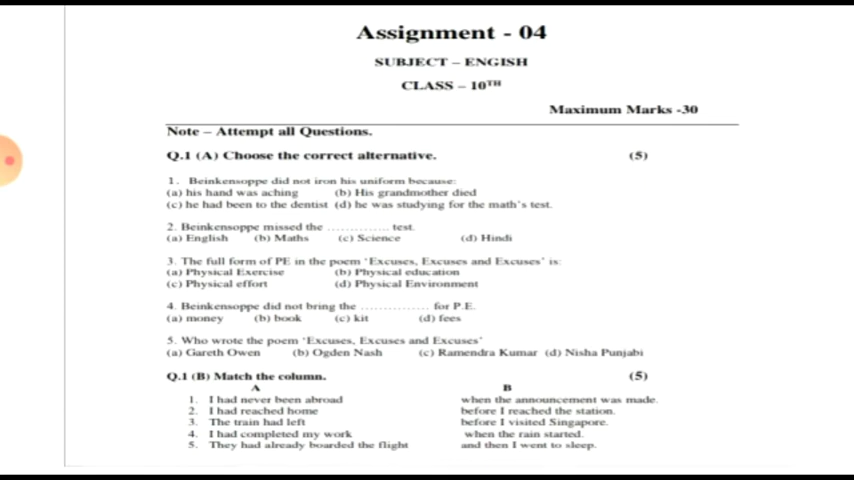 Assignment - 04
SUBJECT – ENGISH
CLASS – 10TH
Maximum Marks -30
Note – Attempt all Questions.
Q.1 (A) Choose the correct alternative. (5)
1. Beinkensoppe did not iron his uniform because:
(a) his hand was aching (b) His grandmother died
(c) he had been to the dentist (d) he was studying for the math's test.
2. Beinkensoppe missed the ............. test.
(a) English (b) Maths (c) Science (d) Hindi
3. The full form of PE in the poem 'Excuses, Excuses and Excuses' is:
(a) Physical Exercise (b) Physical education
(c) Physical effort (d) Physical Environment
4. Beinkensoppe did not bring the .............. for P.E.
(a) money (b) book (c) kit (d) fees
5. Who wrote the poem 'Excuses, Excuses and Excuses'
(a) Gareth Owen (b) Ogden Nash (c) Ramendra Kumar (d) Nisha Punjabi
Q.1 (B) Match the column. (5)
A B
1. I had never been abroad when the announcement was made.
2. I had reached home before I reached the station.
3. The train had left before I visited Singapore.
4. I had completed my work when the rain started.
5. They had already boarded the flight and then I went to sleep.